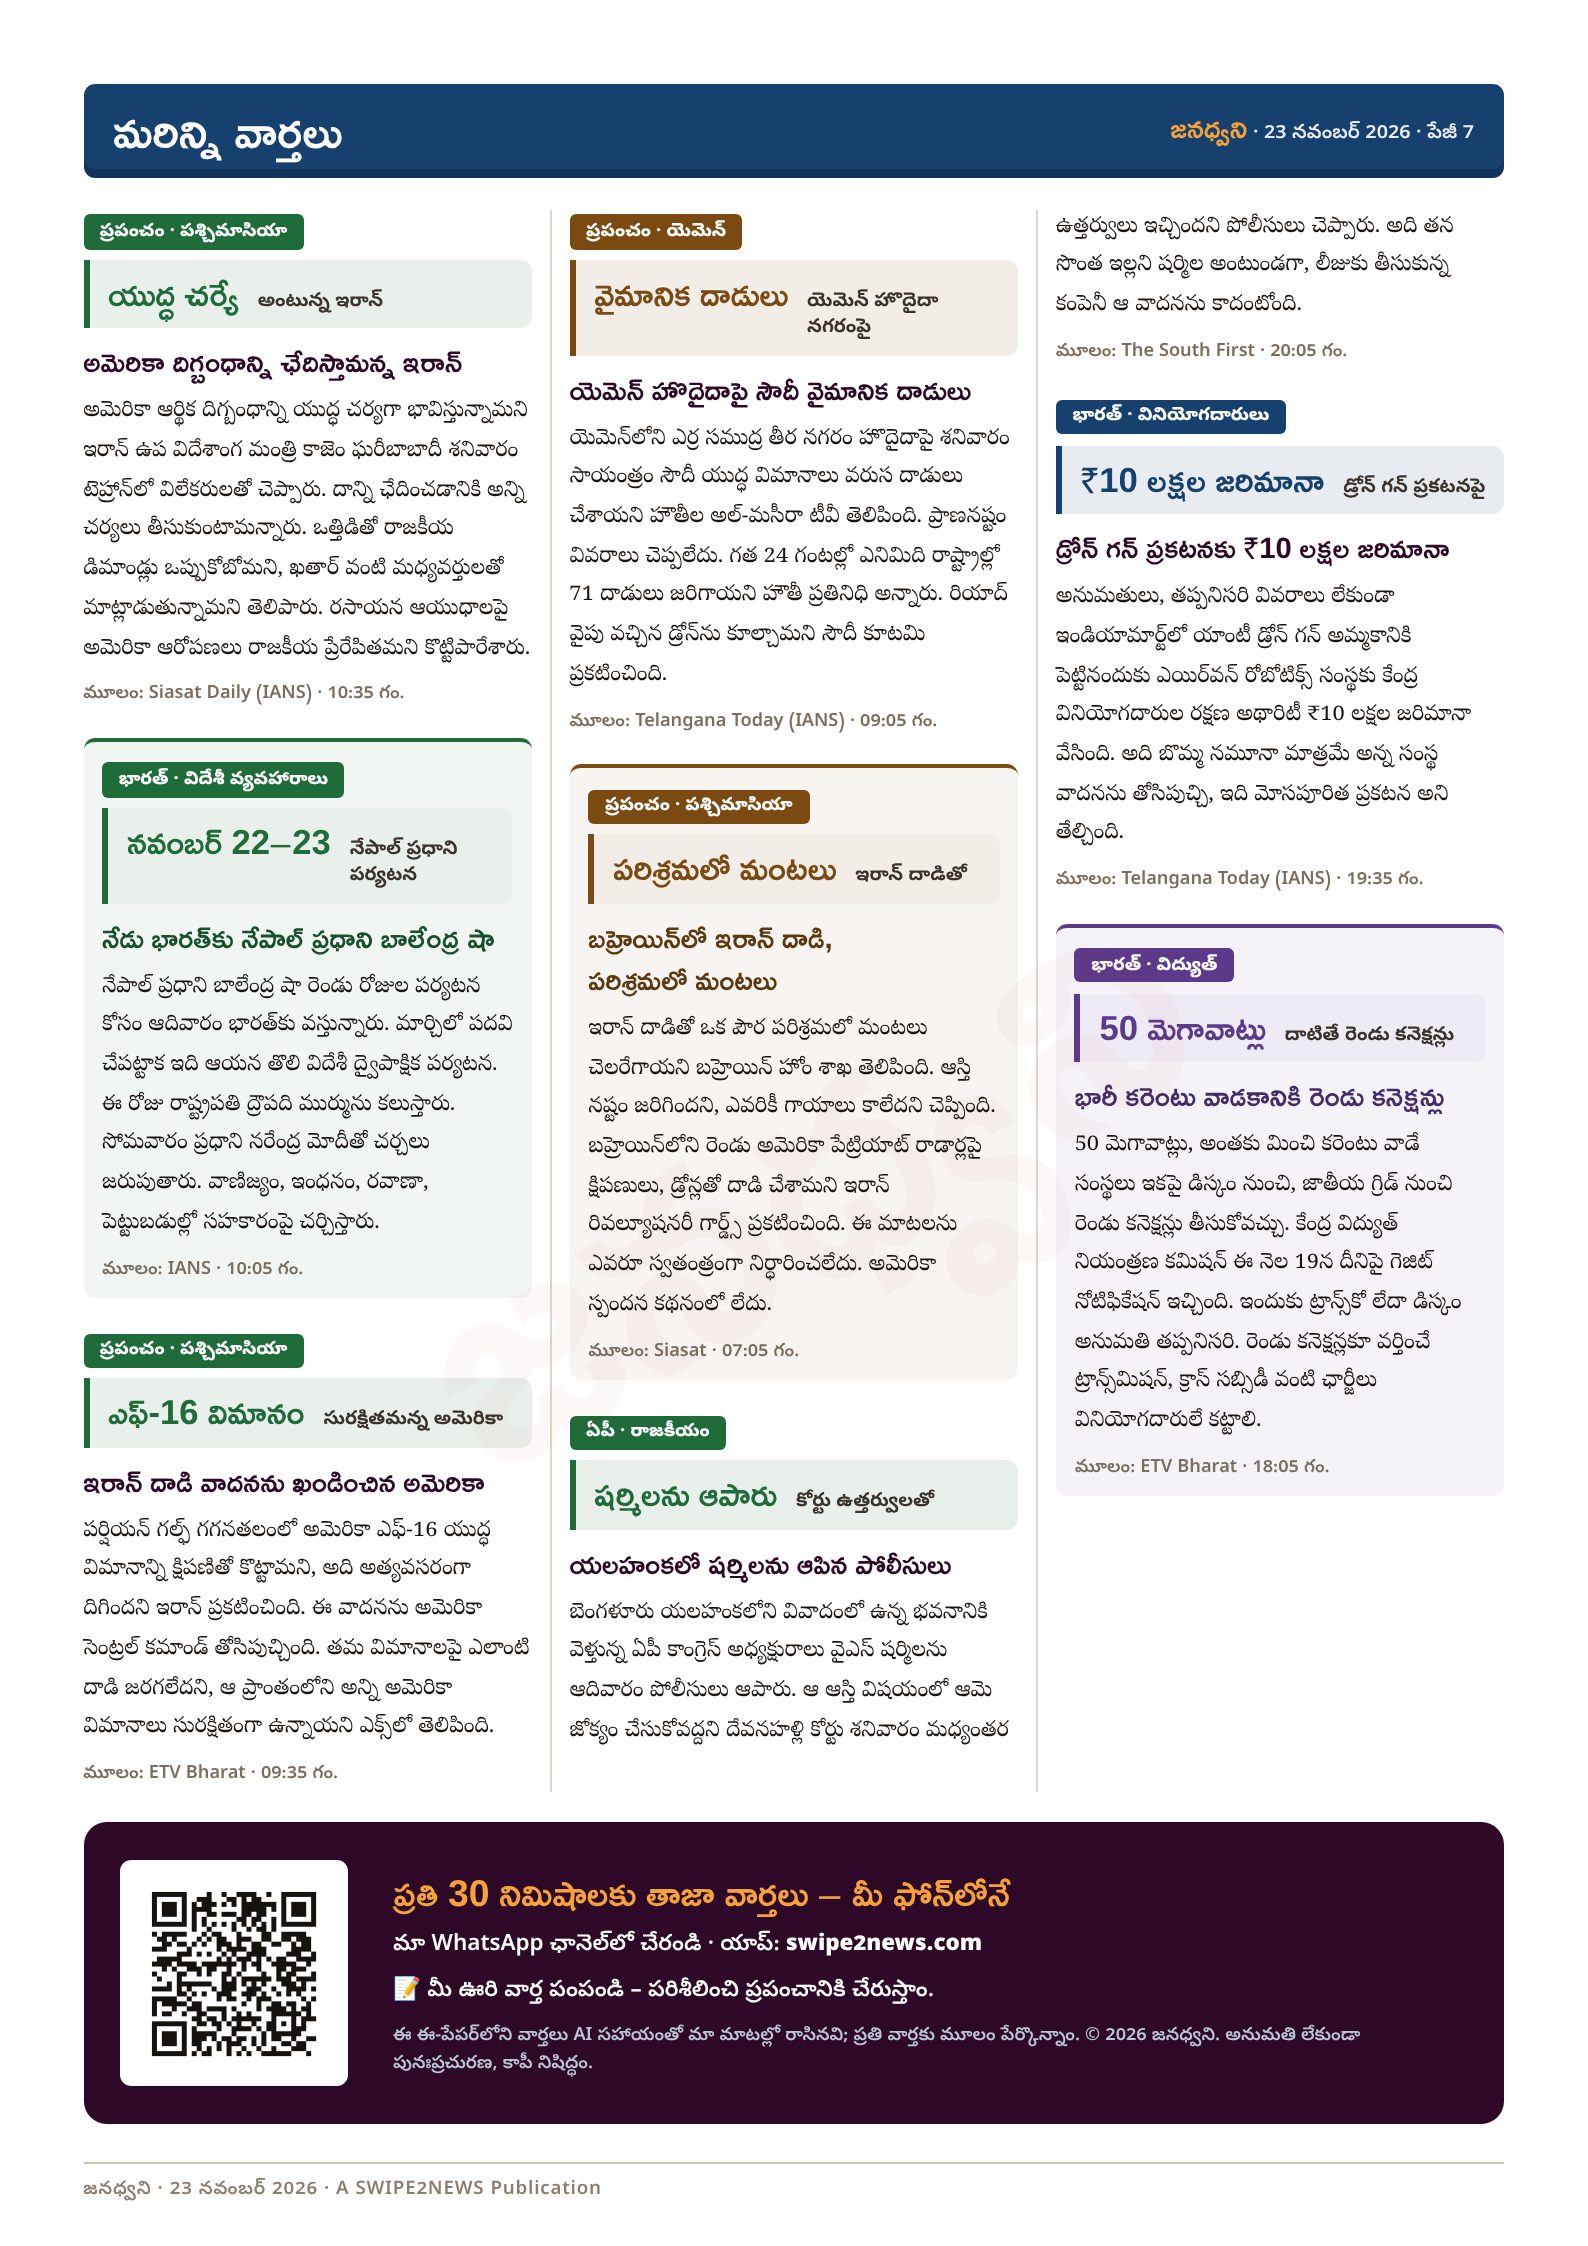 మరిన్ని వార్తలు
జనధ్వని · 23 నవంబర్ 2026 · పేజీ 7
ప్రపంచం · పశ్చిమాసియా
యుద్ధ చర్యే అంటున్న ఇరాన్
అమెరికా దిగ్బంధాన్ని ఛేదిస్తామన్న ఇరాన్
అమెరికా ఆర్థిక దిగ్బంధాన్ని యుద్ధ చర్యగా భావిస్తున్నామని
ఇరాన్ ఉప విదేశాంగ మంత్రి కాజెం ఘరీబాబాదీ శనివారం
టెహ్రాన్‌లో విలేకరులతో చెప్పారు. దాన్ని ఛేదించడానికి అన్ని
చర్యలు తీసుకుంటామన్నారు. ఒత్తిడితో రాజకీయ
డిమాండ్లు ఒప్పుకోబోమని, ఖతార్ వంటి మధ్యవర్తులతో
మాట్లాడుతున్నామని తెలిపారు. రసాయన ఆయుధాలపై
అమెరికా ఆరోపణలు రాజకీయ ప్రేరేపితమని కొట్టిపారేశారు.
మూలం: Siasat Daily (IANS) · 10:35 గం.
భారత్ · విదేశీ వ్యవహారాలు
నవంబర్ 22–23 నేపాల్ ప్రధాని
పర్యటన
నేడు భారత్‌కు నేపాల్ ప్రధాని బాలేంద్ర షా
నేపాల్ ప్రధాని బాలేంద్ర షా రెండు రోజుల పర్యటన
కోసం ఆదివారం భారత్‌కు వస్తున్నారు. మార్చిలో పదవి
చేపట్టాక ఇది ఆయన తొలి విదేశీ ద్వైపాక్షిక పర్యటన.
ఈ రోజు రాష్ట్రపతి ద్రౌపది ముర్మును కలుస్తారు.
సోమవారం ప్రధాని నరేంద్ర మోదీతో చర్చలు
జరుపుతారు. వాణిజ్యం, ఇంధనం, రవాణా,
పెట్టుబడుల్లో సహకారంపై చర్చిస్తారు.
మూలం: IANS · 10:05 గం.
ప్రపంచం · పశ్చిమాసియా
ఎఫ్-16 విమానం సురక్షితమన్న అమెరికా
ఇరాన్ దాడి వాదనను ఖండించిన అమెరికా
పర్షియన్ గల్ఫ్ గగనతలంలో అమెరికా ఎఫ్-16 యుద్ధ
విమానాన్ని క్షిపణితో కొట్టామని, అది అత్యవసరంగా
దిగిందని ఇరాన్ ప్రకటించింది. ఈ వాదనను అమెరికా
సెంట్రల్ కమాండ్ తోసిపుచ్చింది. తమ విమానాలపై ఎలాంటి
దాడి జరగలేదని, ఆ ప్రాంతంలోని అన్ని అమెరికా
విమానాలు సురక్షితంగా ఉన్నాయని ఎక్స్‌లో తెలిపింది.
మూలం: ETV Bharat · 09:35 గం.
ప్రపంచం · యెమెన్
వైమానిక దాడులు యెమెన్ హొదైదా
నగరంపై
యెమెన్ హొదైదాపై సౌదీ వైమానిక దాడులు
యెమెన్‌లోని ఎర్ర సముద్ర తీర నగరం హొదైదాపై శనివారం
సాయంత్రం సౌదీ యుద్ధ విమానాలు వరుస దాడులు
చేశాయని హౌతీల అల్-మసీరా టీవీ తెలిపింది. ప్రాణనష్టం
వివరాలు చెప్పలేదు. గత 24 గంటల్లో ఎనిమిది రాష్ట్రాల్లో
71 దాడులు జరిగాయని హౌతీ ప్రతినిధి అన్నారు. రియాద్
వైపు వచ్చిన డ్రోన్‌ను కూల్చామని సౌదీ కూటమి
ప్రకటించింది.
మూలం: Telangana Today (IANS) · 09:05 గం.
ప్రపంచం · పశ్చిమాసియా
పరిశ్రమలో మంటలు ఇరాన్ దాడితో
బహ్రెయిన్‌లో ఇరాన్ దాడి,
పరిశ్రమలో మంటలు
ఇరాన్ దాడితో ఒక పౌర పరిశ్రమలో మంటలు
చెలరేగాయని బహ్రెయిన్ హోం శాఖ తెలిపింది. ఆస్తి
నష్టం జరిగిందని, ఎవరికీ గాయాలు కాలేదని చెప్పింది.
బహ్రెయిన్‌లోని రెండు అమెరికా పేట్రియాట్ రాడార్లపై
క్షిపణులు, డ్రోన్లతో దాడి చేశామని ఇరాన్
రివల్యూషనరీ గార్డ్స్ ప్రకటించింది. ఈ మాటలను
ఎవరూ స్వతంత్రంగా నిర్ధారించలేదు. అమెరికా
స్పందన కథనంలో లేదు.
మూలం: Siasat · 07:05 గం.
ఏపీ · రాజకీయం
షర్మిలను ఆపారు కోర్టు ఉత్తర్వులతో
యలహంకలో షర్మిలను ఆపిన పోలీసులు
బెంగళూరు యలహంకలోని వివాదంలో ఉన్న భవనానికి
వెళ్తున్న ఏపీ కాంగ్రెస్ అధ్యక్షురాలు వైఎస్ షర్మిలను
ఆదివారం పోలీసులు ఆపారు. ఆ ఆస్తి విషయంలో ఆమె
జోక్యం చేసుకోవద్దని దేవనహళ్లి కోర్టు శనివారం మధ్యంతర
ఉత్తర్వులు ఇచ్చిందని పోలీసులు చెప్పారు. అది తన
సొంత ఇల్లని షర్మిల అంటుండగా, లీజుకు తీసుకున్న
కంపెనీ ఆ వాదనను కాదంటోంది.
మూలం: The South First · 20:05 గం.
భారత్ · వినియోగదారులు
₹10 లక్షల జరిమానా డ్రోన్ గన్ ప్రకటనపై
డ్రోన్ గన్ ప్రకటనకు ₹10 లక్షల జరిమానా
అనుమతులు, తప్పనిసరి వివరాలు లేకుండా
ఇండియామార్ట్‌లో యాంటీ డ్రోన్ గన్ అమ్మకానికి
పెట్టినందుకు ఎయిర్‌వన్ రోబోటిక్స్ సంస్థకు కేంద్ర
వినియోగదారుల రక్షణ అథారిటీ ₹10 లక్షల జరిమానా
వేసింది. అది బొమ్మ నమూనా మాత్రమే అన్న సంస్థ
వాదనను తోసిపుచ్చి, ఇది మోసపూరిత ప్రకటన అని
తేల్చింది.
మూలం: Telangana Today (IANS) · 19:35 గం.
భారత్ · విద్యుత్
50 మెగావాట్లు దాటితే రెండు కనెక్షన్లు
భారీ కరెంటు వాడకానికి రెండు కనెక్షన్లు
50 మెగావాట్లు, అంతకు మించి కరెంటు వాడే
సంస్థలు ఇకపై డిస్కం నుంచి, జాతీయ గ్రిడ్ నుంచి
రెండు కనెక్షన్లు తీసుకోవచ్చు. కేంద్ర విద్యుత్
నియంత్రణ కమిషన్ ఈ నెల 19న దీనిపై గెజిట్
నోటిఫికేషన్ ఇచ్చింది. ఇందుకు ట్రాన్స్‌కో లేదా డిస్కం
అనుమతి తప్పనిసరి. రెండు కనెక్షన్లకూ వర్తించే
ట్రాన్స్‌మిషన్, క్రాస్ సబ్సిడీ వంటి ఛార్జీలు
వినియోగదారులే కట్టాలి.
మూలం: ETV Bharat · 18:05 గం.
జనధ్వని
ప్రతి 30 నిమిషాలకు తాజా వార్తలు – మీ ఫోన్‌లోనే
మా WhatsApp ఛానెల్‌లో చేరండి · యాప్: swipe2news.com
📝 మీ ఊరి వార్త పంపండి – పరిశీలించి ప్రపంచానికి చేరుస్తాం.
ఈ ఈ-పేపర్‌లోని వార్తలు AI సహాయంతో మా మాటల్లో రాసినవి; ప్రతి వార్తకు మూలం పేర్కొన్నాం. © 2026 జనధ్వని. అనుమతి లేకుండా
పునఃప్రచురణ, కాపీ నిషిద్ధం.
జనధ్వని · 23 నవంబర్ 2026 · A SWIPE2NEWS Publication